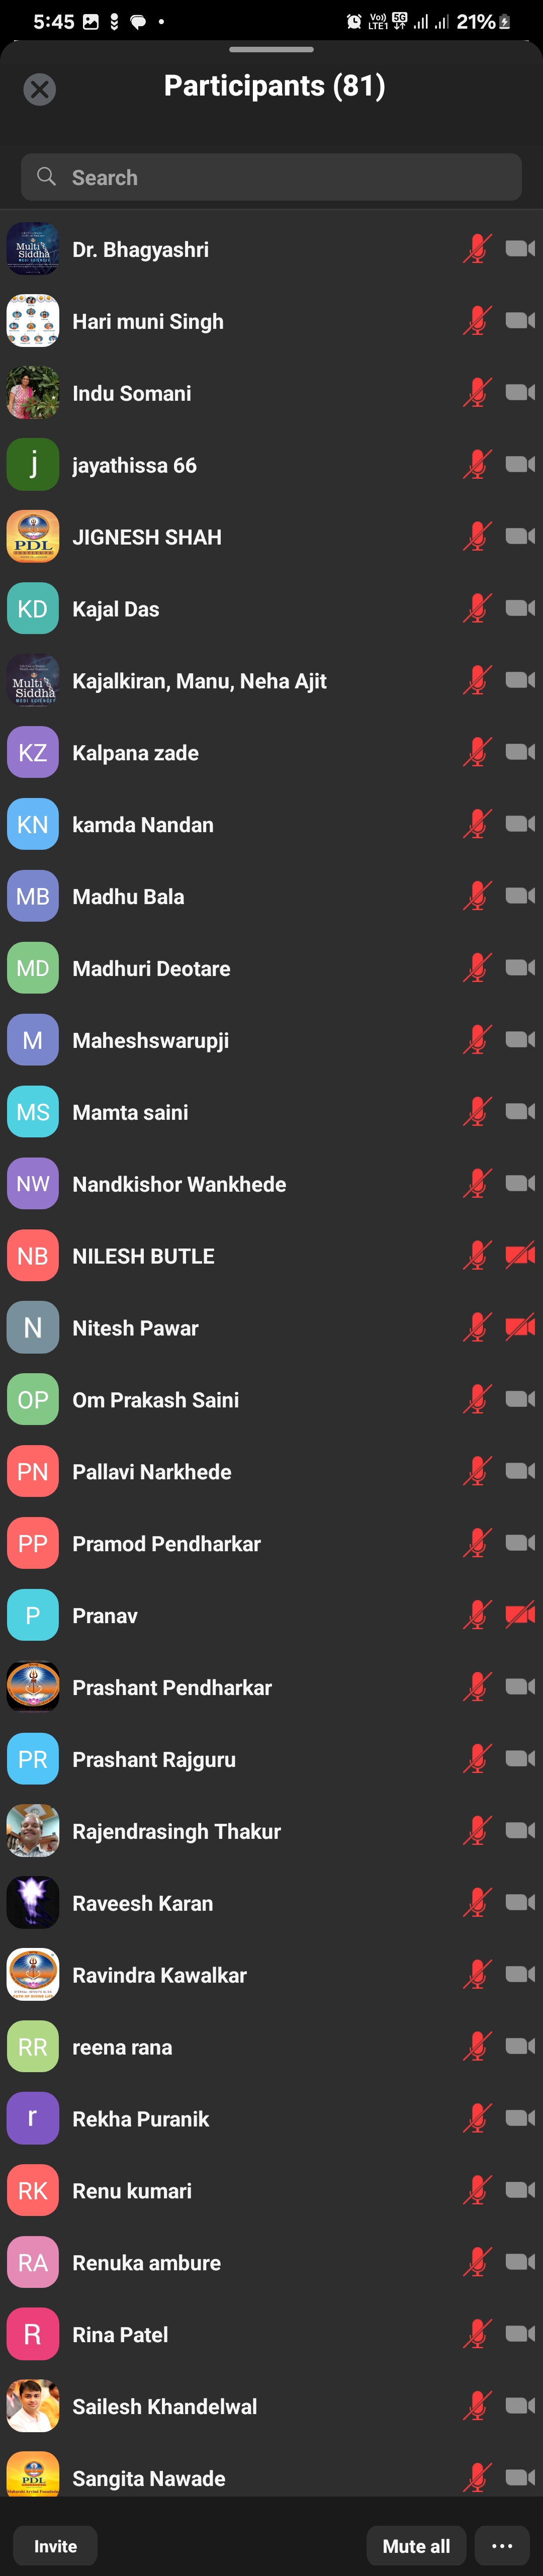 5:45
Vo)) 5G
LTE1
21%
Participants (81)
Search
Multi
Siddha
MEDI SCIENCES
Dr. Bhagyashri
Hari muni Singh
Indu Somani
j
jayathissa 66
PDL
JIGNESH SHAH
KD
Kajal Das
Multi
Siddha
MEDI SCIENCES
Kajalkiran, Manu, Neha Ajit
KZ
Kalpana zade
KN
kamda Nandan
MB
Madhu Bala
MD
Madhuri Deotare
M
Maheshswarupji
MS
Mamta saini
NW
Nandkishor Wankhede
NB
NILESH BUTLE
N
Nitesh Pawar
OP
Om Prakash Saini
PN
Pallavi Narkhede
PP
Pramod Pendharkar
P
Pranav
Prashant Pendharkar
PR
Prashant Rajguru
Rajendrasingh Thakur
Raveesh Karan
Ravindra Kawalkar
RR
reena rana
r
Rekha Puranik
RK
Renu kumari
RA
Renuka ambure
R
Rina Patel
Sailesh Khandelwal
PDL
Sangita Nawade
Invite
Mute all